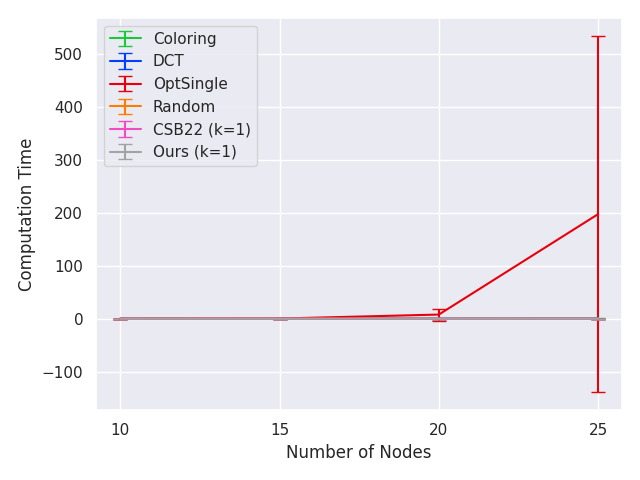 Coloring
DCT
OptSingle
Random
CSB22 (k=1)
Ours (k=1)
500
400
300
200
100
0
−100
Computation Time
10
15
20
25
Number of Nodes